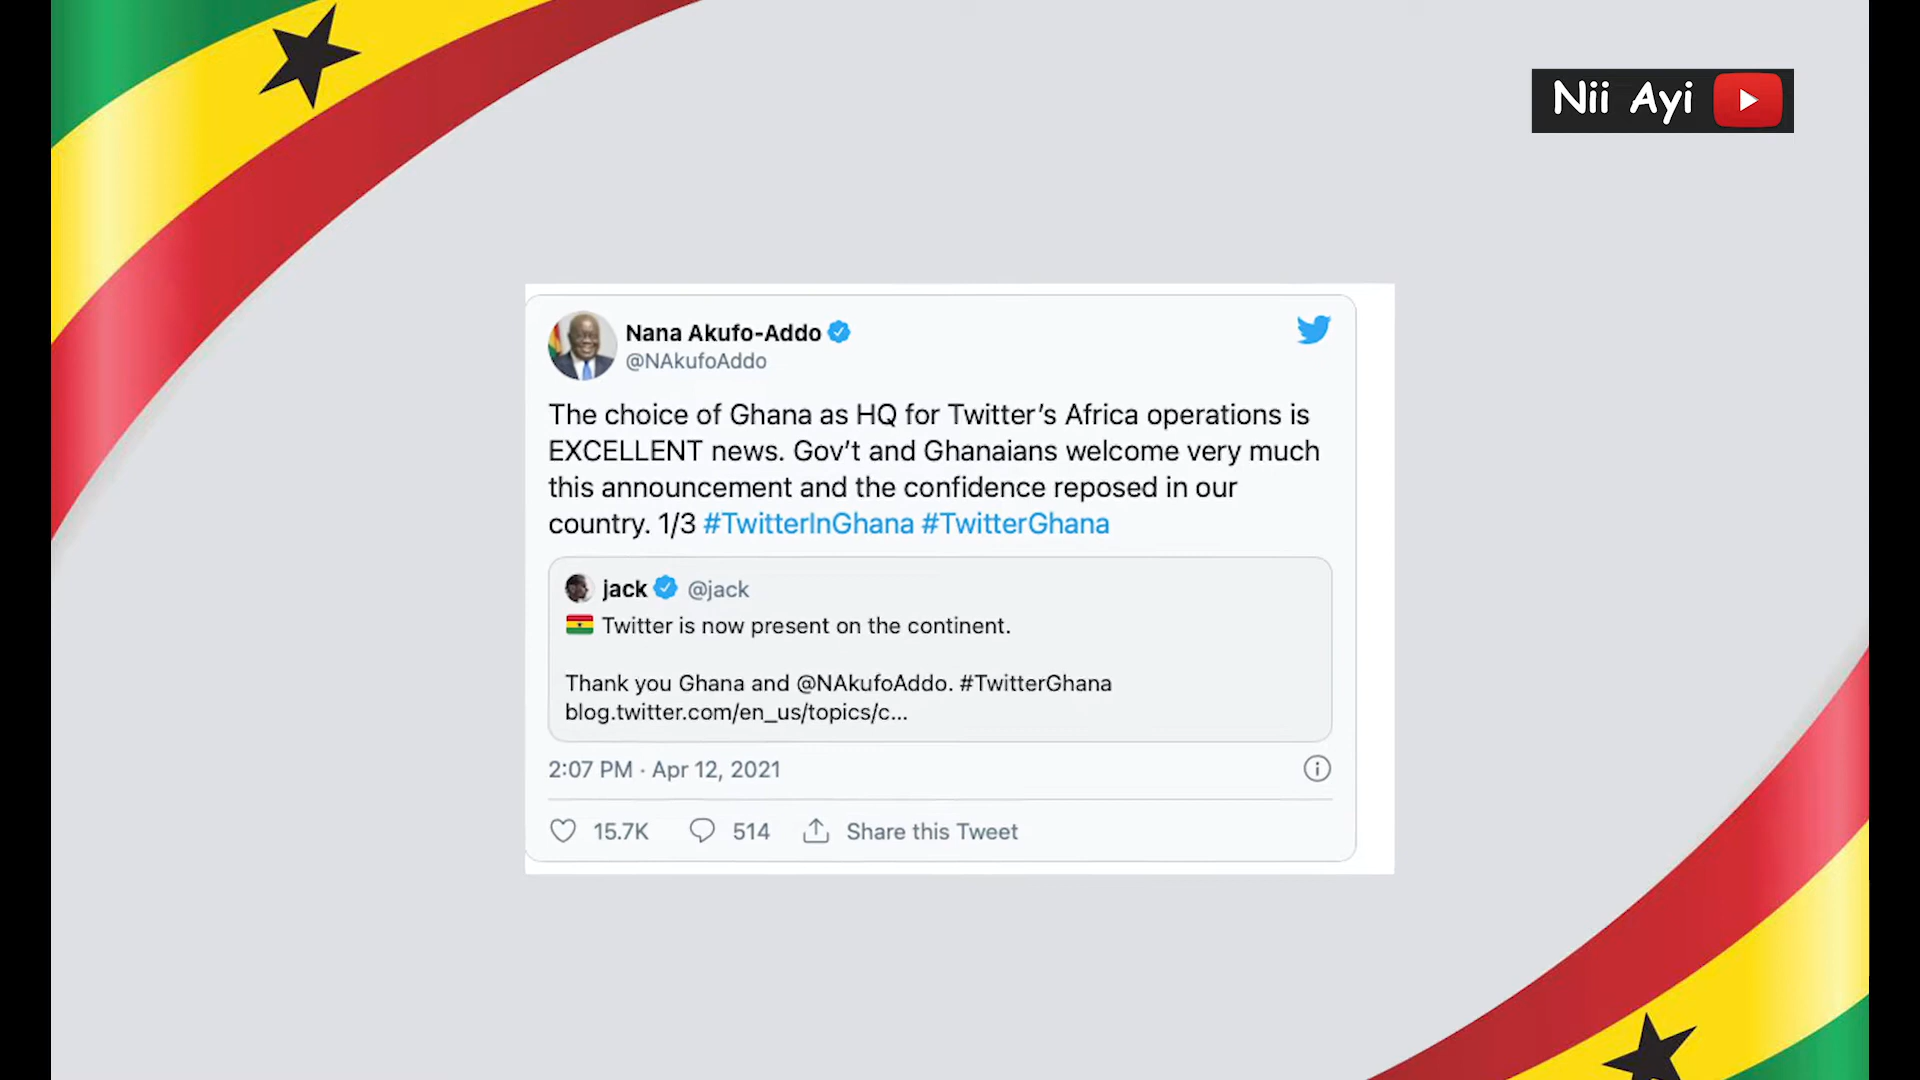 Nii Ayi
Nana Akufo-Addo
@NAkufoAddo
The choice of Ghana as HQ for Twitter’s Africa operations is
EXCELLENT news. Gov’t and Ghanaians welcome very much
this announcement and the confidence reposed in our
country. 1/3 #TwitterInGhana #TwitterGhana
jack @jack
Twitter is now present on the continent.
Thank you Ghana and @NAkufoAddo. #TwitterGhana
blog.twitter.com/en_us/topics/c...
2:07 PM · Apr 12, 2021
15.7K 514 Share this Tweet